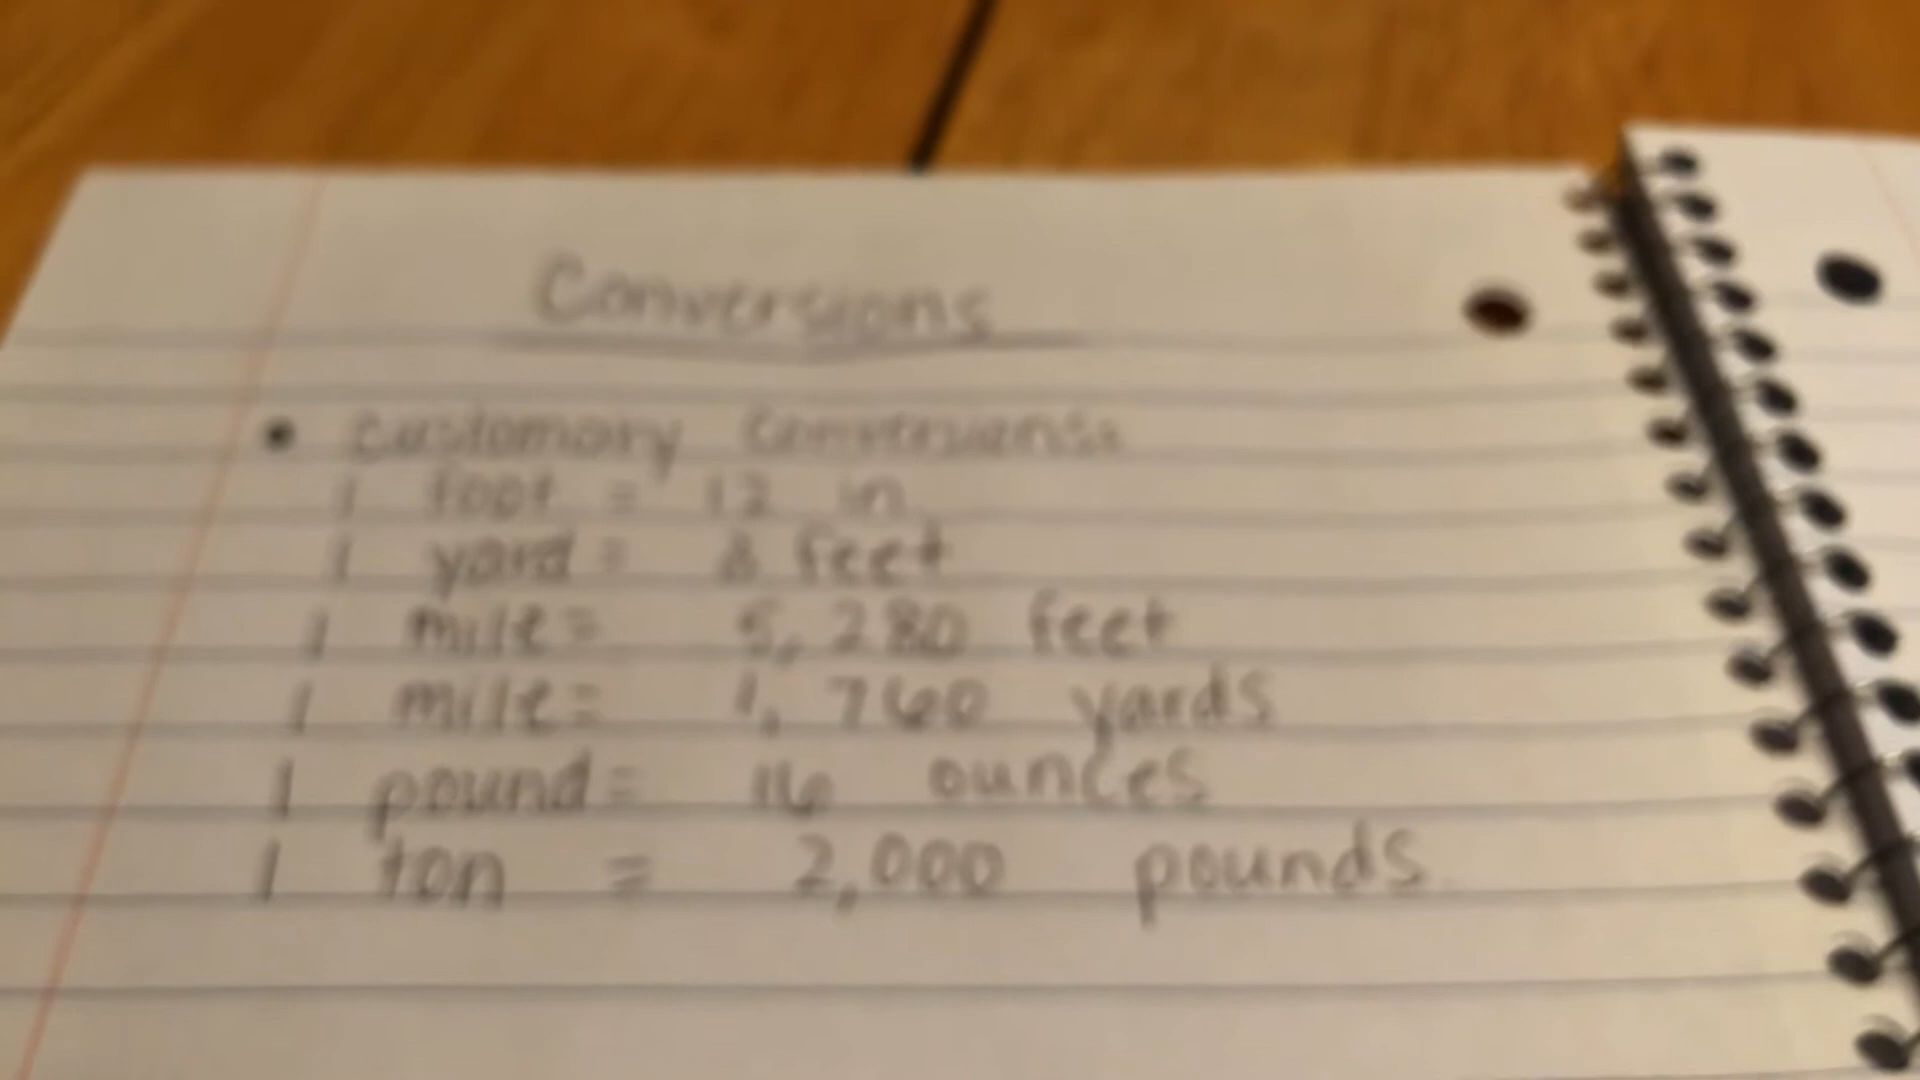 Conversions
• Customary Conversions:
1 foot = 12 in
1 yard = 3 feet
1 mile = 5,280 feet
1 mile = 1,760 yards
1 pound = 16 ounces
1 ton = 2,000 pounds